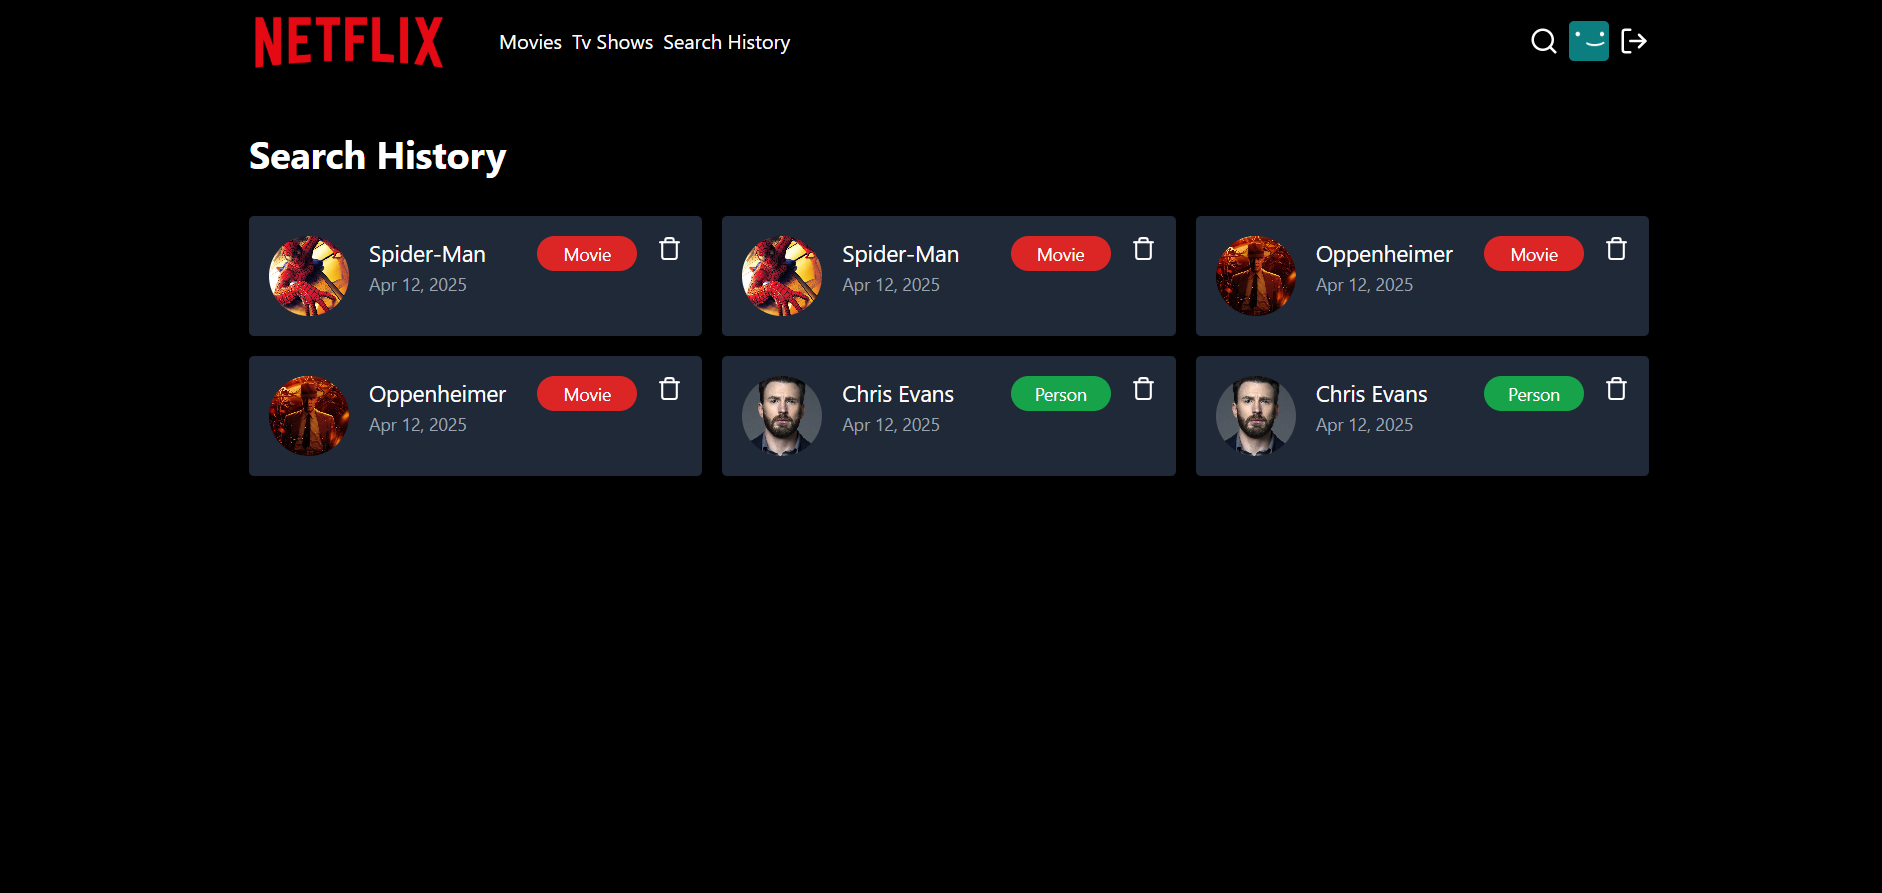 NETFLIX Movies Tv Shows Search History
Search History
Spider-Man Movie
Apr 12, 2025
Spider-Man Movie
Apr 12, 2025
Oppenheimer Movie
Apr 12, 2025
Oppenheimer Movie
Apr 12, 2025
Chris Evans Person
Apr 12, 2025
Chris Evans Person
Apr 12, 2025